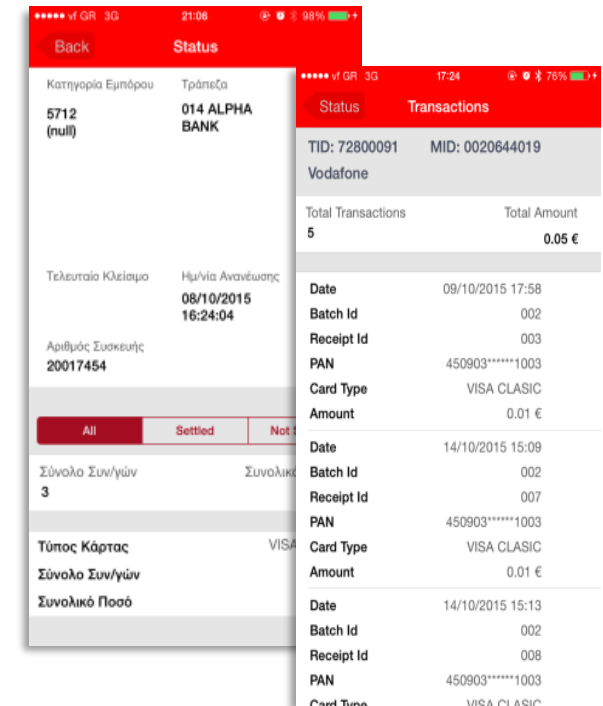 vf GR 3G 21:06 98%
Back Status
Κατηγορία Εμπόρου Τράπεζα
5712 014 ALPHA
(null) BANK
Τελευταίο Κλείσιμο Ημ/νία Ανανέωσης
08/10/2015
16:24:04
Αριθμός Συσκευής
20017454
All Settled Not
Σύνολο Συν/γών
3
Τύπος Κάρτας VISA
Σύνολο Συν/γών
Συνολικό Ποσό
vf GR 3G 17:24 76%
Status Transactions
TID: 72800091 MID: 0020644019
Vodafone
Total Transactions Total Amount
5 0.05 €
Date 09/10/2015 17:58
Batch Id 002
Receipt Id 003
PAN 450903******1003
Card Type VISA CLASIC
Amount 0.01 €
Date 14/10/2015 15:09
Batch Id 002
Receipt Id 007
PAN 450903******1003
Card Type VISA CLASIC
Amount 0.01 €
Date 14/10/2015 15:13
Batch Id 002
Receipt Id 008
PAN 450903******1003
Card Type VISA CLASIC